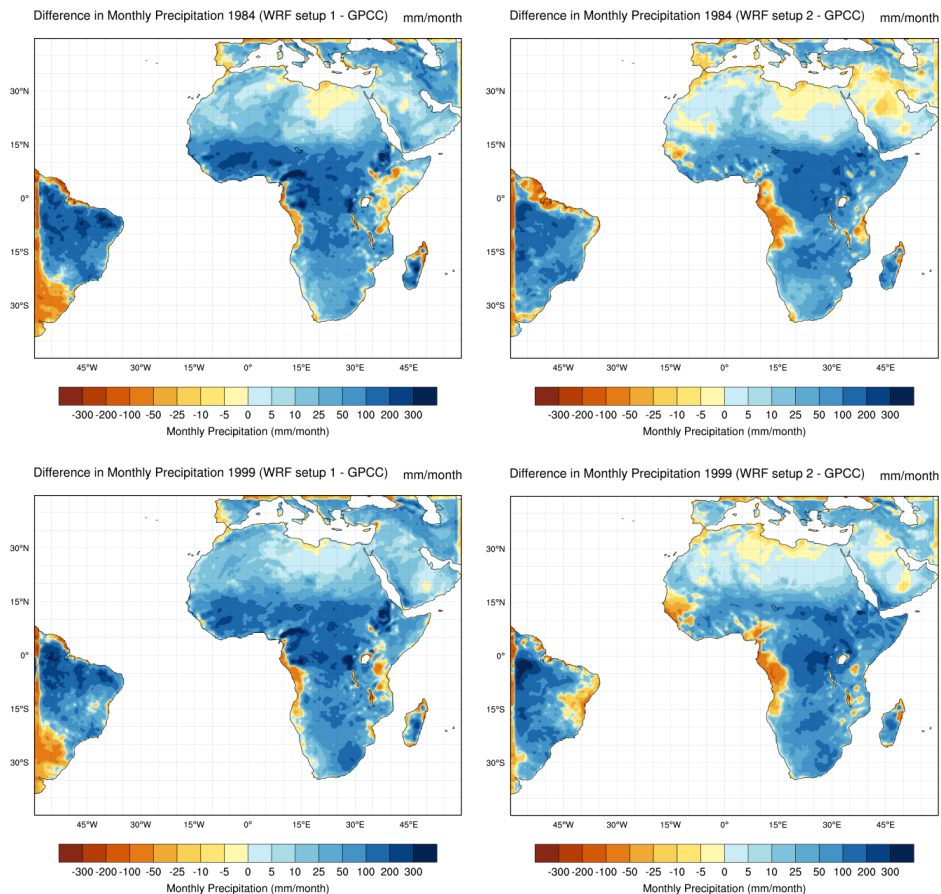 Difference in Monthly Precipitation 1984 (WRF setup 1 - GPCC) mm/month
30°N
15°N
0°
15°S
30°S
45°W 30°W 15°W 0° 15°E 30°E 45°E
-300 -200 -100 -50 -25 -10 -5 0 5 10 25 50 100 200 300
Monthly Precipitation (mm/month)
Difference in Monthly Precipitation 1984 (WRF setup 2 - GPCC) mm/month
30°N
15°N
0°
15°S
30°S
45°W 30°W 15°W 0° 15°E 30°E 45°E
-300 -200 -100 -50 -25 -10 -5 0 5 10 25 50 100 200 300
Monthly Precipitation (mm/month)
Difference in Monthly Precipitation 1999 (WRF setup 1 - GPCC) mm/month
30°N
15°N
0°
15°S
30°S
45°W 30°W 15°W 0° 15°E 30°E 45°E
-300 -200 -100 -50 -25 -10 -5 0 5 10 25 50 100 200 300
Monthly Precipitation (mm/month)
Difference in Monthly Precipitation 1999 (WRF setup 2 - GPCC) mm/month
30°N
15°N
0°
15°S
30°S
45°W 30°W 15°W 0° 15°E 30°E 45°E
-300 -200 -100 -50 -25 -10 -5 0 5 10 25 50 100 200 300
Monthly Precipitation (mm/month)